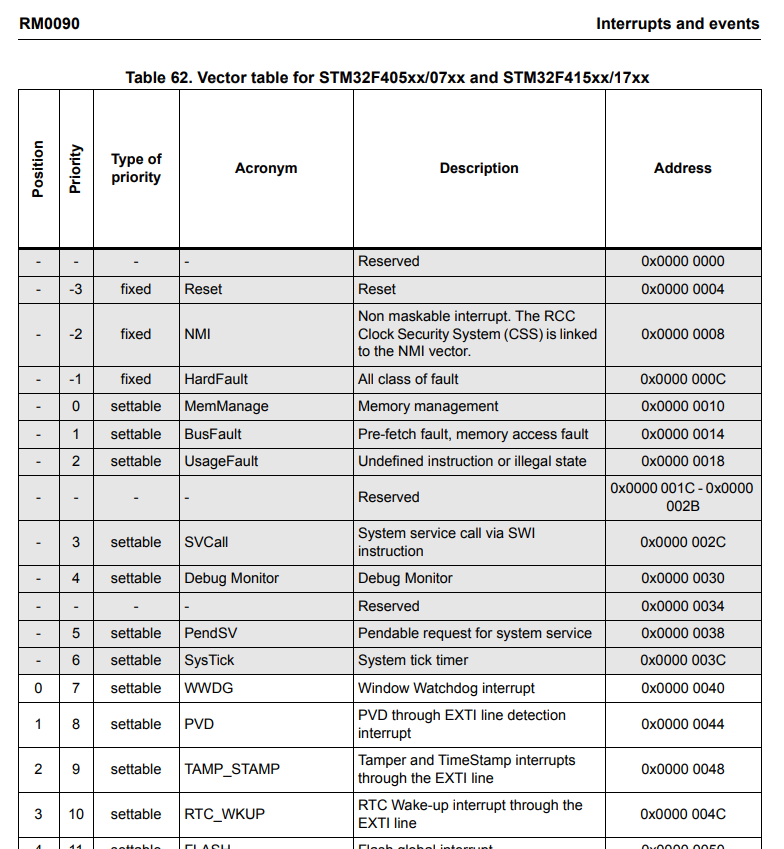 RM0090 Interrupts and events
Table 62. Vector table for STM32F405xx/07xx and STM32F415xx/17xx
Position Priority Type of priority Acronym Description Address
- - - - Reserved 0x0000 0000
- -3 fixed Reset Reset 0x0000 0004
- -2 fixed NMI Non maskable interrupt. The RCC
Clock Security System (CSS) is linked
to the NMI vector. 0x0000 0008
- -1 fixed HardFault All class of fault 0x0000 000C
- 0 settable MemManage Memory management 0x0000 0010
- 1 settable BusFault Pre-fetch fault, memory access fault 0x0000 0014
- 2 settable UsageFault Undefined instruction or illegal state 0x0000 0018
- - - - Reserved 0x0000 001C - 0x0000
002B
- 3 settable SVCall System service call via SWI
instruction 0x0000 002C
- 4 settable Debug Monitor Debug Monitor 0x0000 0030
- - - - Reserved 0x0000 0034
- 5 settable PendSV Pendable request for system service 0x0000 0038
- 6 settable SysTick System tick timer 0x0000 003C
0 7 settable WWDG Window Watchdog interrupt 0x0000 0040
1 8 settable PVD PVD through EXTI line detection
interrupt 0x0000 0044
2 9 settable TAMP_STAMP Tamper and TimeStamp interrupts
through the EXTI line 0x0000 0048
3 10 settable RTC_WKUP RTC Wake-up interrupt through the
EXTI line 0x0000 004C
4 11 settable FLASH Flash global interrupt 0x0000 0050